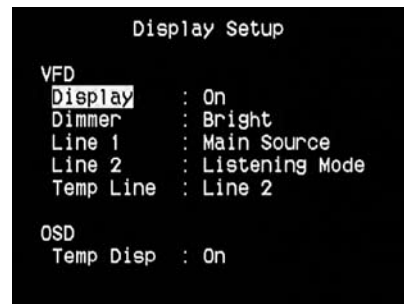 Display Setup
VFD
Display : On
Dimmer : Bright
Line 1 : Main Source
Line 2 : Listening Mode
Temp Line : Line 2
OSD
Temp Disp : On